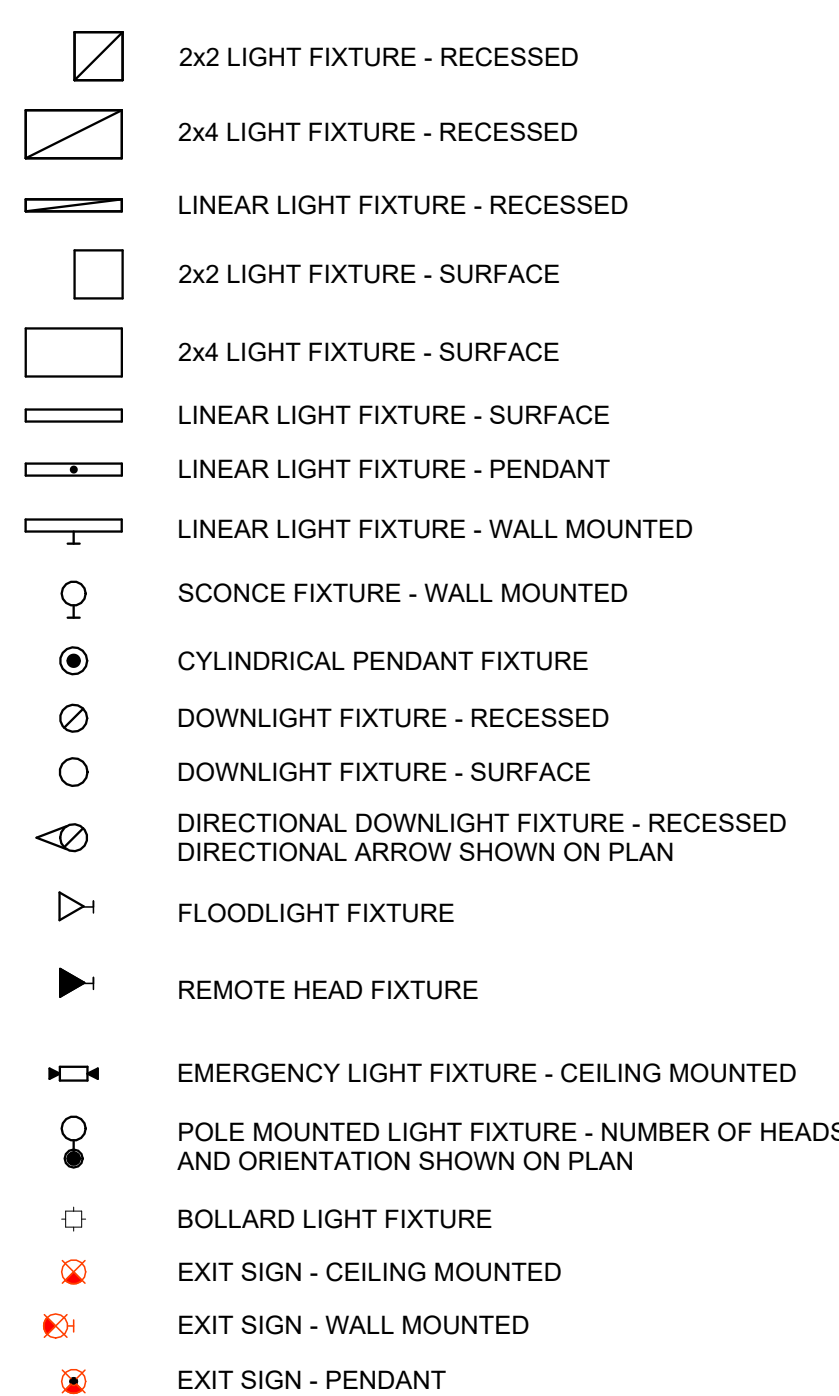 2x2 LIGHT FIXTURE - RECESSED
2x4 LIGHT FIXTURE - RECESSED
LINEAR LIGHT FIXTURE - RECESSED
2x2 LIGHT FIXTURE - SURFACE
2x4 LIGHT FIXTURE - SURFACE
LINEAR LIGHT FIXTURE - SURFACE
LINEAR LIGHT FIXTURE - PENDANT
LINEAR LIGHT FIXTURE - WALL MOUNTED
SCONCE FIXTURE - WALL MOUNTED
CYLINDRICAL PENDANT FIXTURE
DOWNLIGHT FIXTURE - RECESSED
DOWNLIGHT FIXTURE - SURFACE
DIRECTIONAL DOWNLIGHT FIXTURE - RECESSED
DIRECTIONAL ARROW SHOWN ON PLAN
FLOODLIGHT FIXTURE
REMOTE HEAD FIXTURE
EMERGENCY LIGHT FIXTURE - CEILING MOUNTED
POLE MOUNTED LIGHT FIXTURE - NUMBER OF HEADS
AND ORIENTATION SHOWN ON PLAN
BOLLARD LIGHT FIXTURE
EXIT SIGN - CEILING MOUNTED
EXIT SIGN - WALL MOUNTED
EXIT SIGN - PENDANT